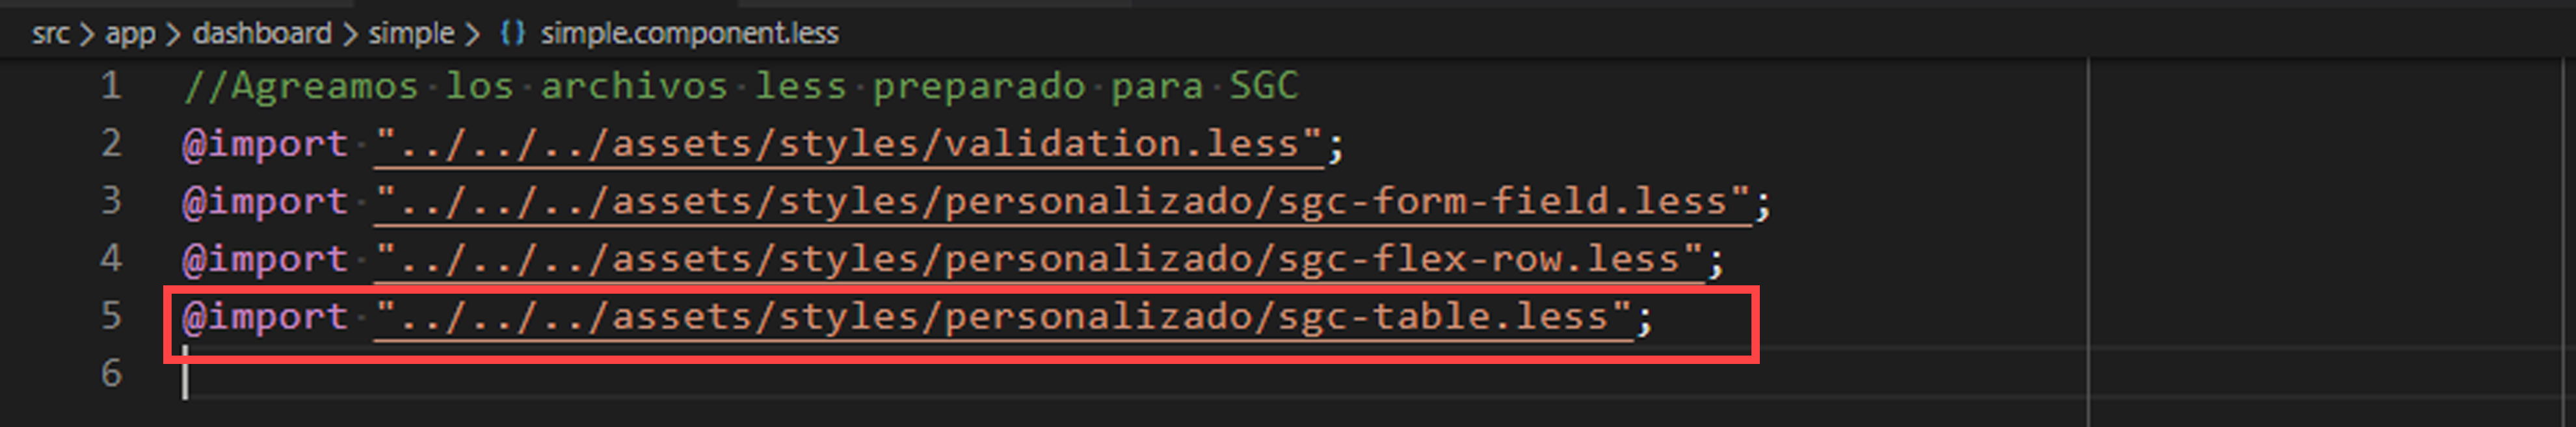 src > app > dashboard > simple > {} simple.component.less
1 //Agreamos los archivos less preparado para SGC
2 @import "../../../assets/styles/validation.less";
3 @import "../../../assets/styles/personalizado/sgc-form-field.less";
4 @import "../../../assets/styles/personalizado/sgc-flex-row.less";
5 @import "../../../assets/styles/personalizado/sgc-table.less";
6